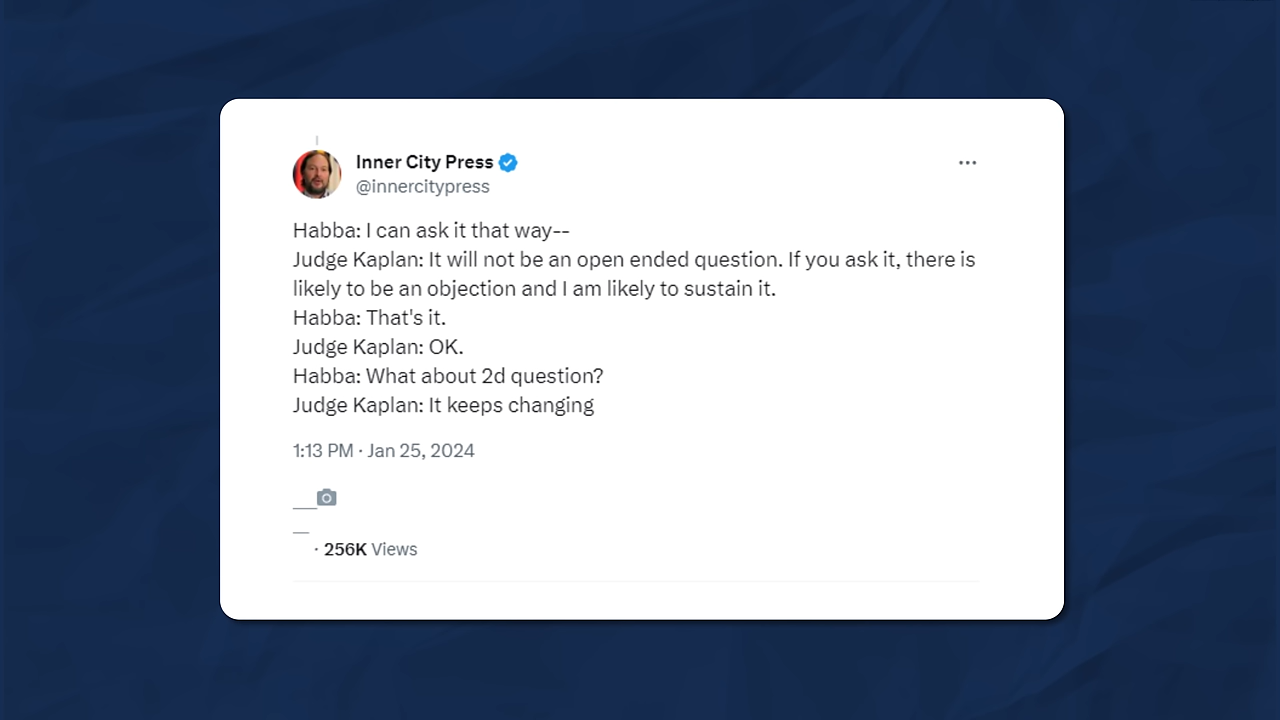 Inner City Press
@innercitypress
Habba: I can ask it that way--
Judge Kaplan: It will not be an open ended question. If you ask it, there is
likely to be an objection and I am likely to sustain it.
Habba: That's it.
Judge Kaplan: OK.
Habba: What about 2d question?
Judge Kaplan: It keeps changing
1:13 PM · Jan 25, 2024
· 256K Views